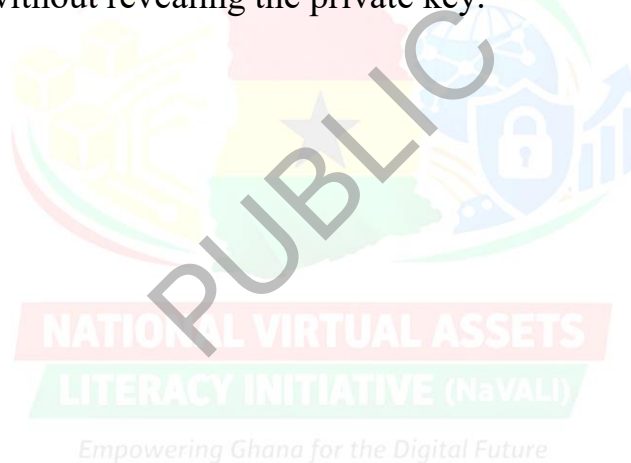 without revealing the private key.
PUBLIC
NATIONAL VIRTUAL ASSETS
LITERACY INITIATIVE (NaVALI)
Empowering Ghana for the Digital Future